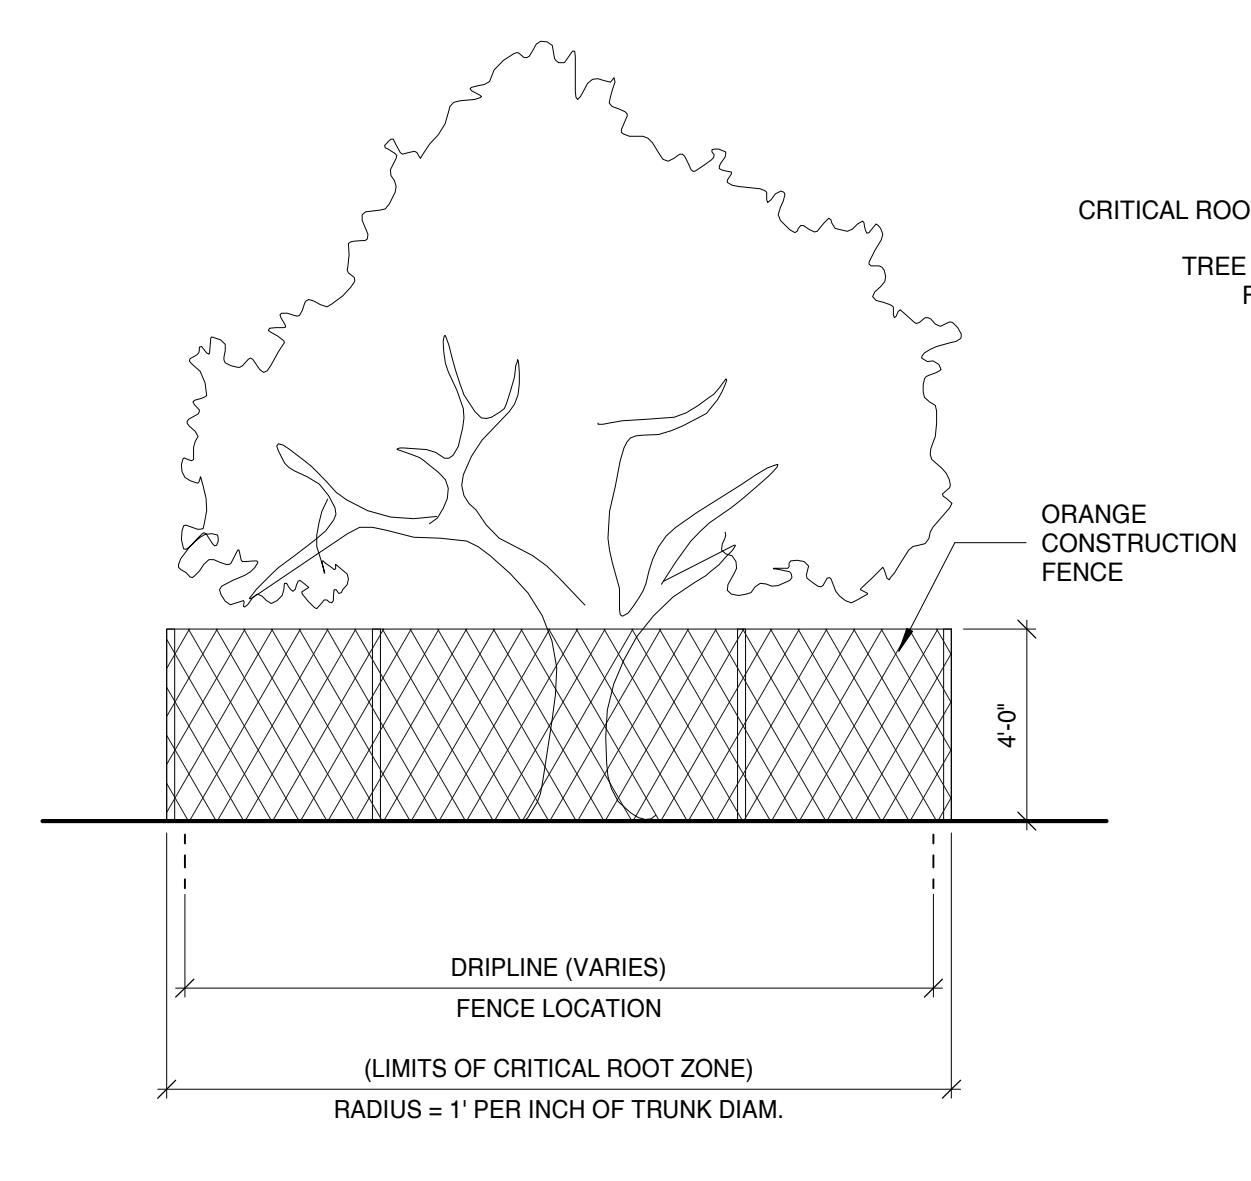 CRITICAL ROO
TREE
ORANGE
CONSTRUCTION
FENCE
4'-0"
DRIPLINE (VARIES)
FENCE LOCATION
(LIMITS OF CRITICAL ROOT ZONE)
RADIUS = 1' PER INCH OF TRUNK DIAM.